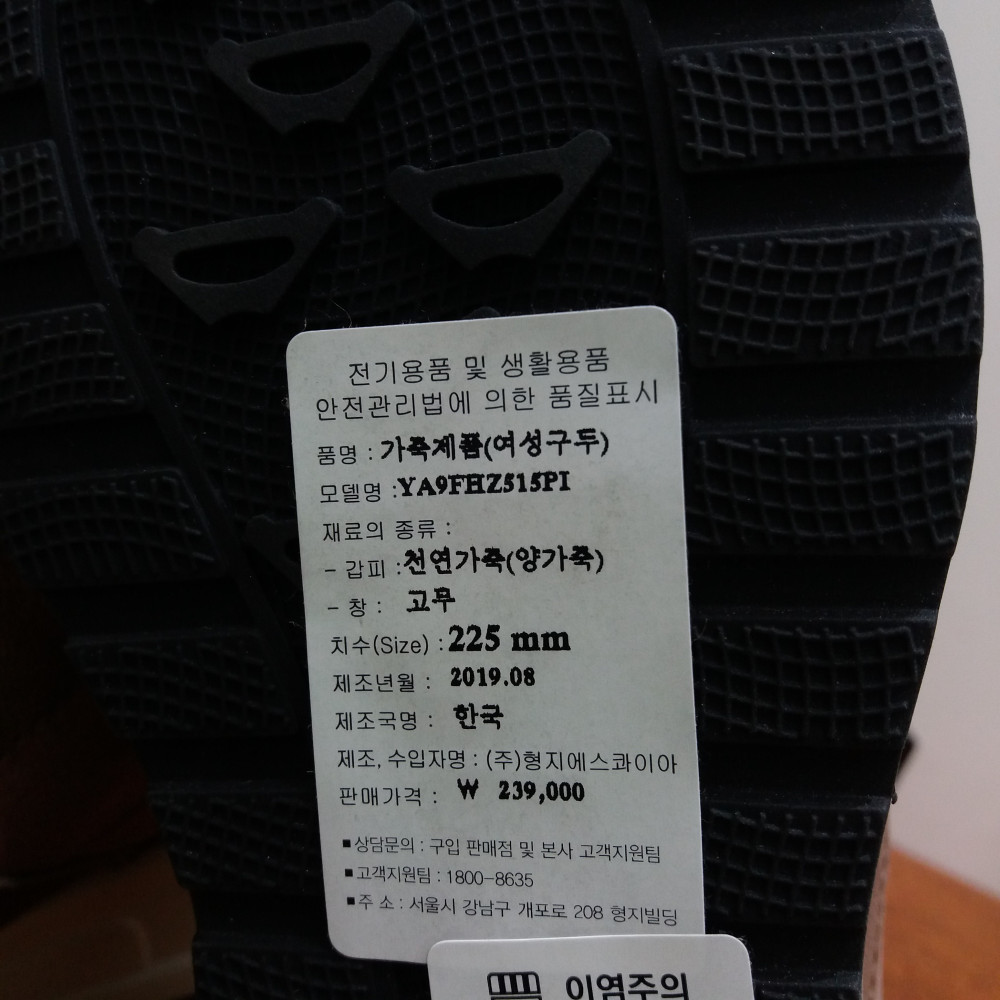 전기용품 및 생활용품
안전관리법에 의한 품질표시
품명 : 가죽제품(여성구두)
모델명 :YA9FHZ515PI
재료의 종류 :
- 갑피 :천연가죽(양가죽)
- 창 : 고무
치수(Size) :225 mm
제조년월 : 2019.08
제조국명 : 한국
제조, 수입자명 : (주)형지에스콰이아
판매가격 : ₩ 239,000
■상담문의 : 구입 판매점 및 본사 고객지원팀
■고객지원팀 : 1800-8635
■주 소 : 서울시 강남구 개포로 208 형지빌딩
이염주의